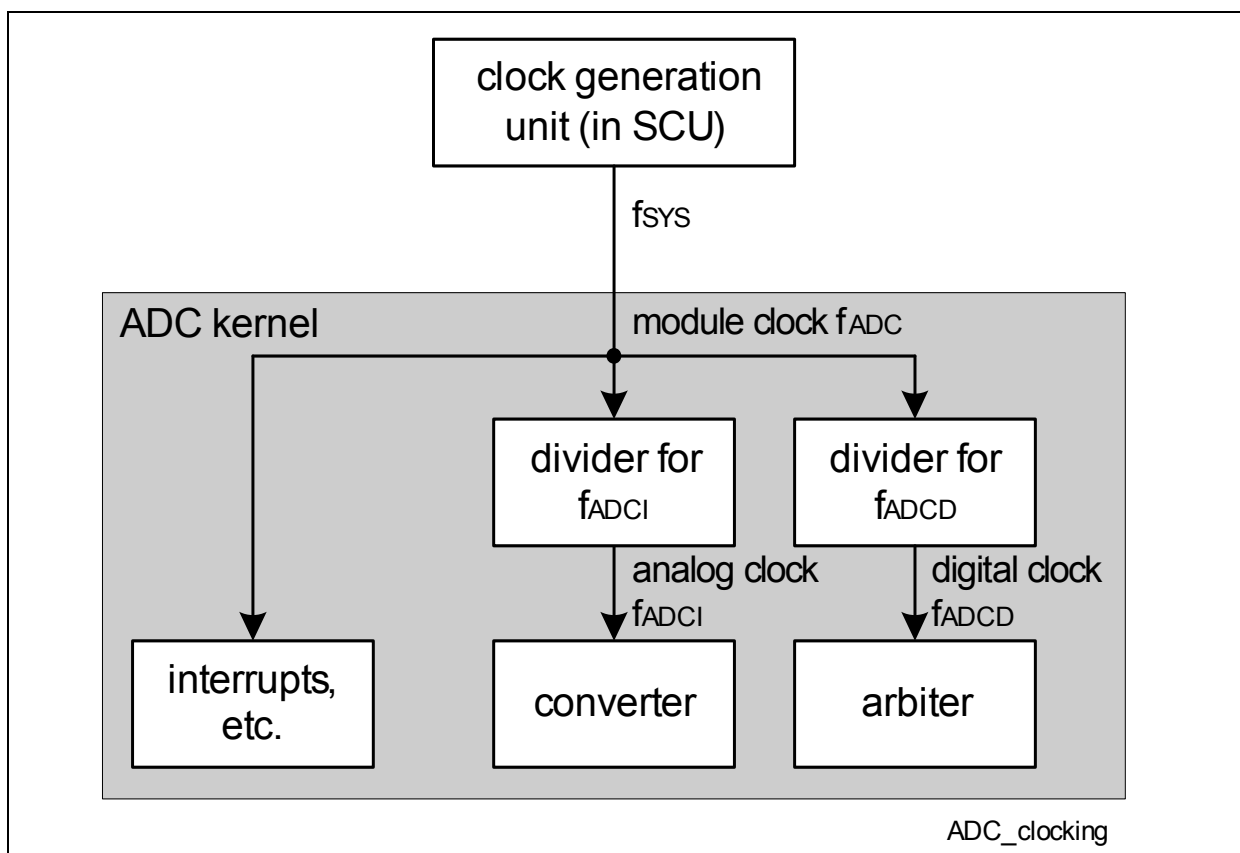 clock generation
unit (in SCU)
fSYS
ADC kernel
module clock fADC
divider for
fADCI
divider for
fADCD
analog clock
fADCI
digital clock
fADCD
interrupts,
etc.
converter
arbiter
ADC_clocking